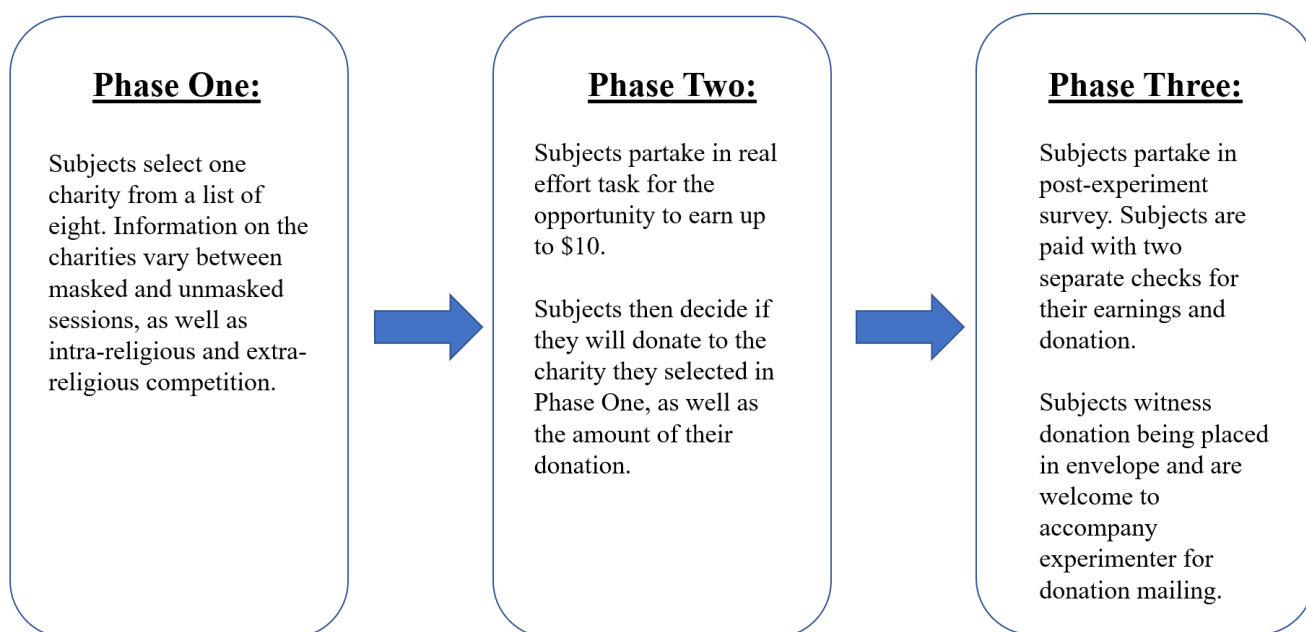 Phase One:
Subjects select one
charity from a list of
eight. Information on the
charities vary between
masked and unmasked
sessions, as well as
intra-religious and extra-
religious competition.
Phase Two:
Subjects partake in real
effort task for the
opportunity to earn up
to $10.
Subjects then decide if
they will donate to the
charity they selected in
Phase One, as well as
the amount of their
donation.
Phase Three:
Subjects partake in
post-experiment
survey. Subjects are
paid with two
separate checks for
their earnings and
donation.
Subjects witness
donation being placed
in envelope and are
welcome to
accompany
experimenter for
donation mailing.